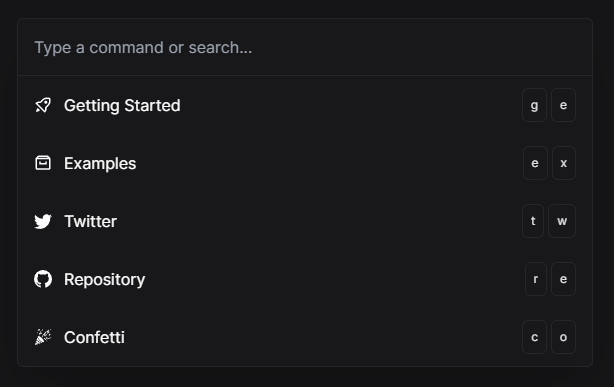 Type a command or search...
Getting Started g e
Examples e x
Twitter t w
Repository r e
Confetti c o